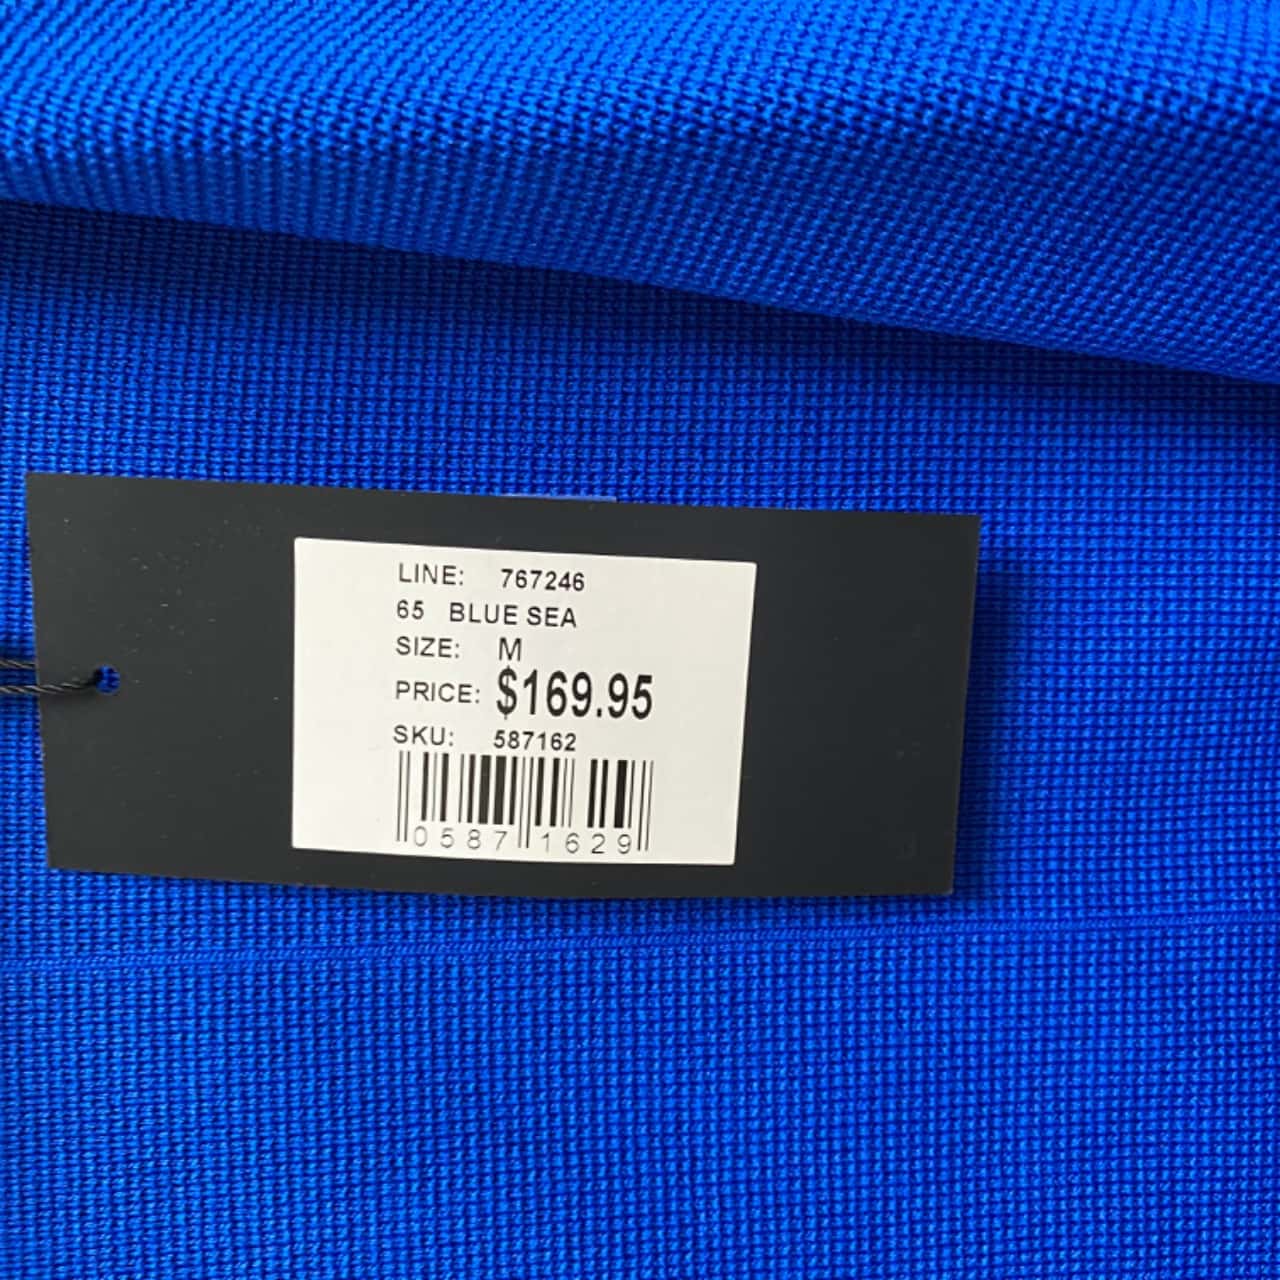 LINE: 767246
65 BLUE SEA
SIZE: M
PRICE: $169.95
SKU: 587162
0587 1629